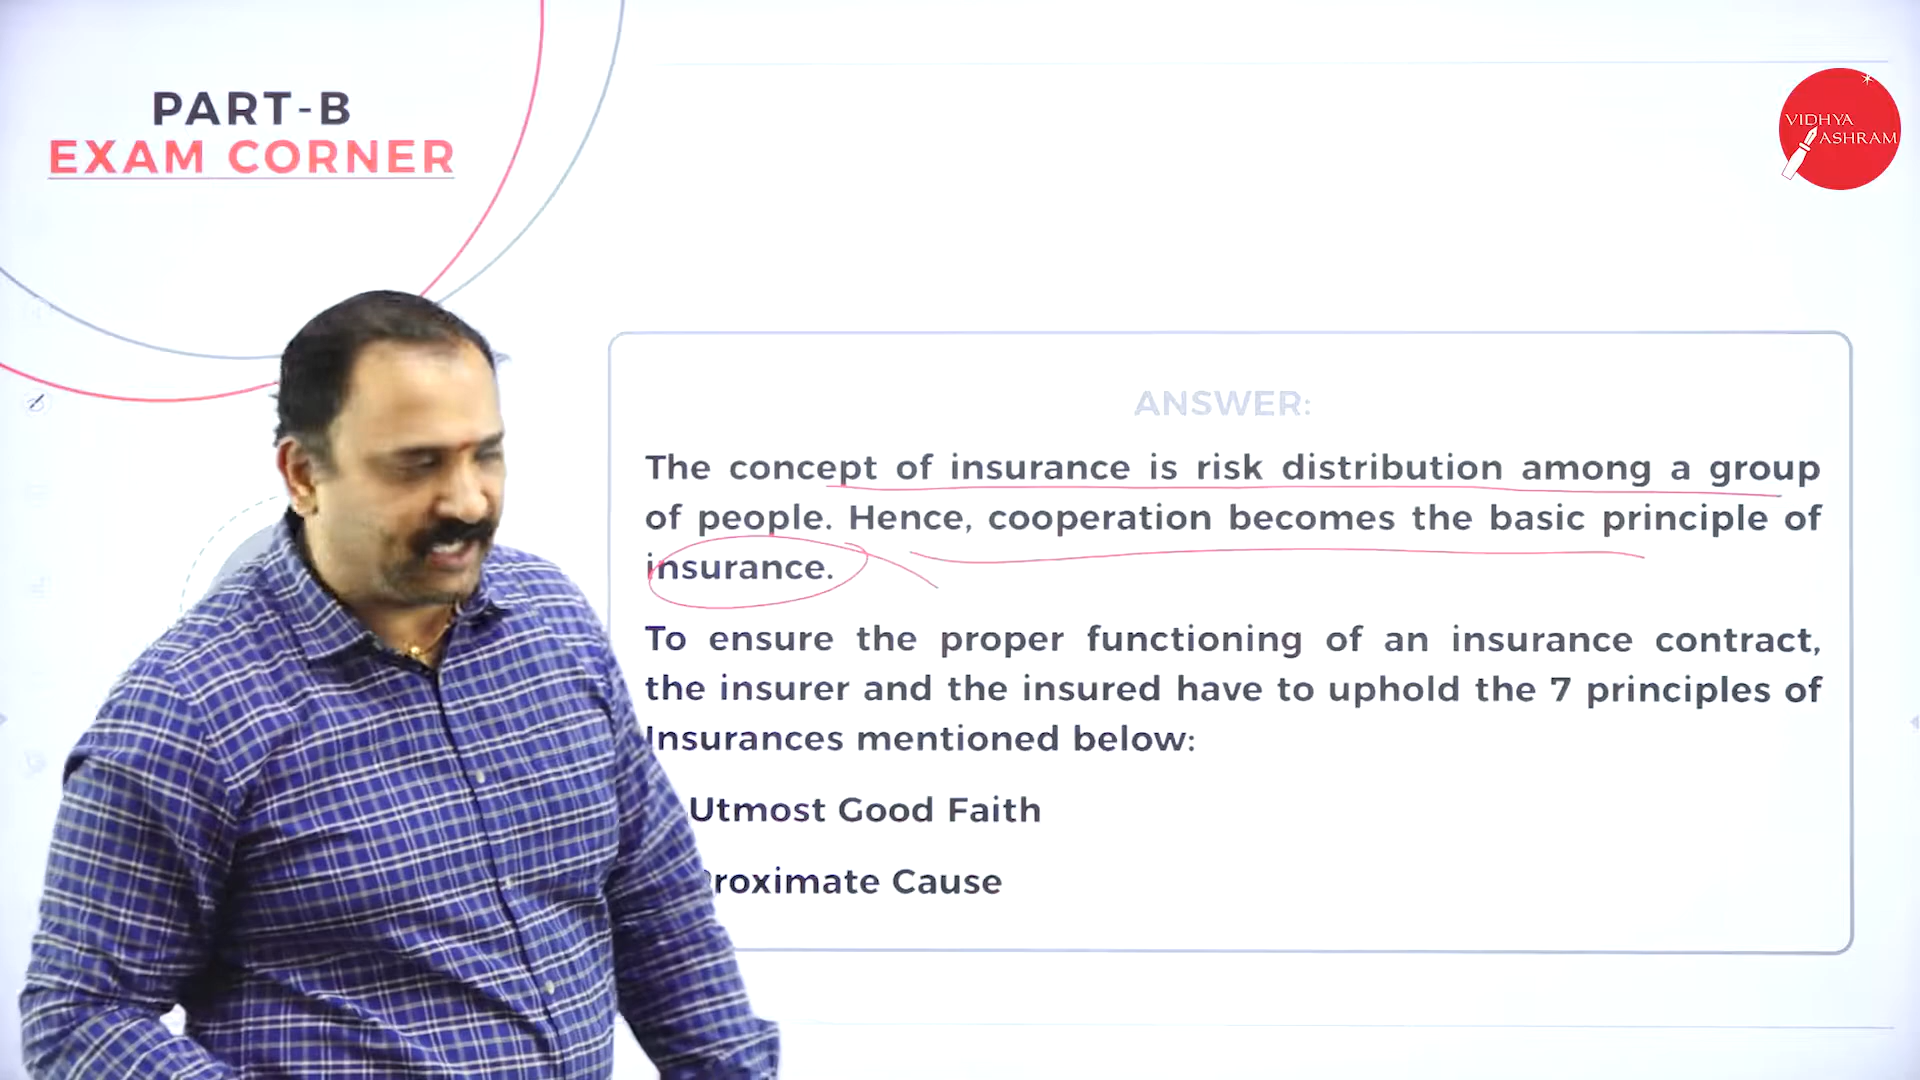 PART-B
EXAM CORNER
VIDHYA
ASHRAM
ANSWER:
The concept of insurance is risk distribution among a group
of people. Hence, cooperation becomes the basic principle of
insurance.
To ensure the proper functioning of an insurance contract,
the insurer and the insured have to uphold the 7 principles of
Insurances mentioned below:
Utmost Good Faith
Proximate Cause